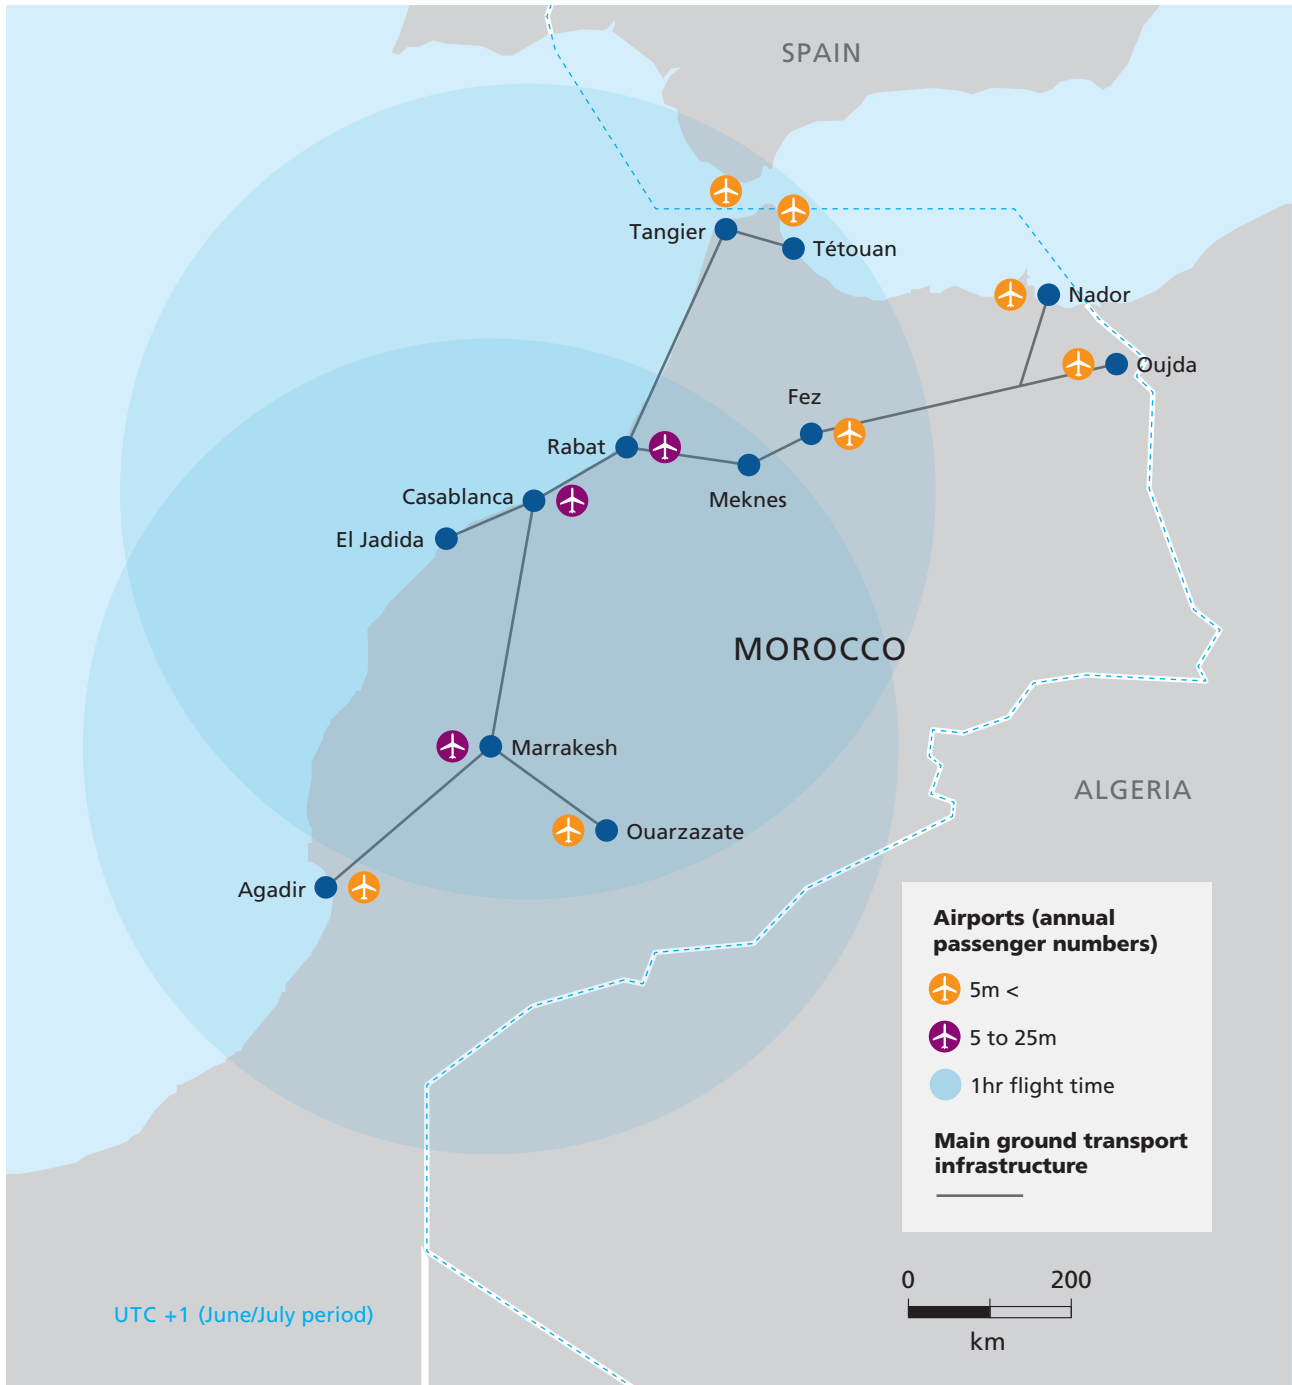 SPAIN
Tangier
Tétouan
Nador
Oujda
Fez
Rabat
Meknes
Casablanca
El Jadida
MOROCCO
Marrakesh
ALGERIA
Ouarzazate
Agadir
Airports (annual
passenger numbers)
5m <
5 to 25m
1hr flight time
Main ground transport
infrastructure
0 200
km
UTC +1 (June/July period)